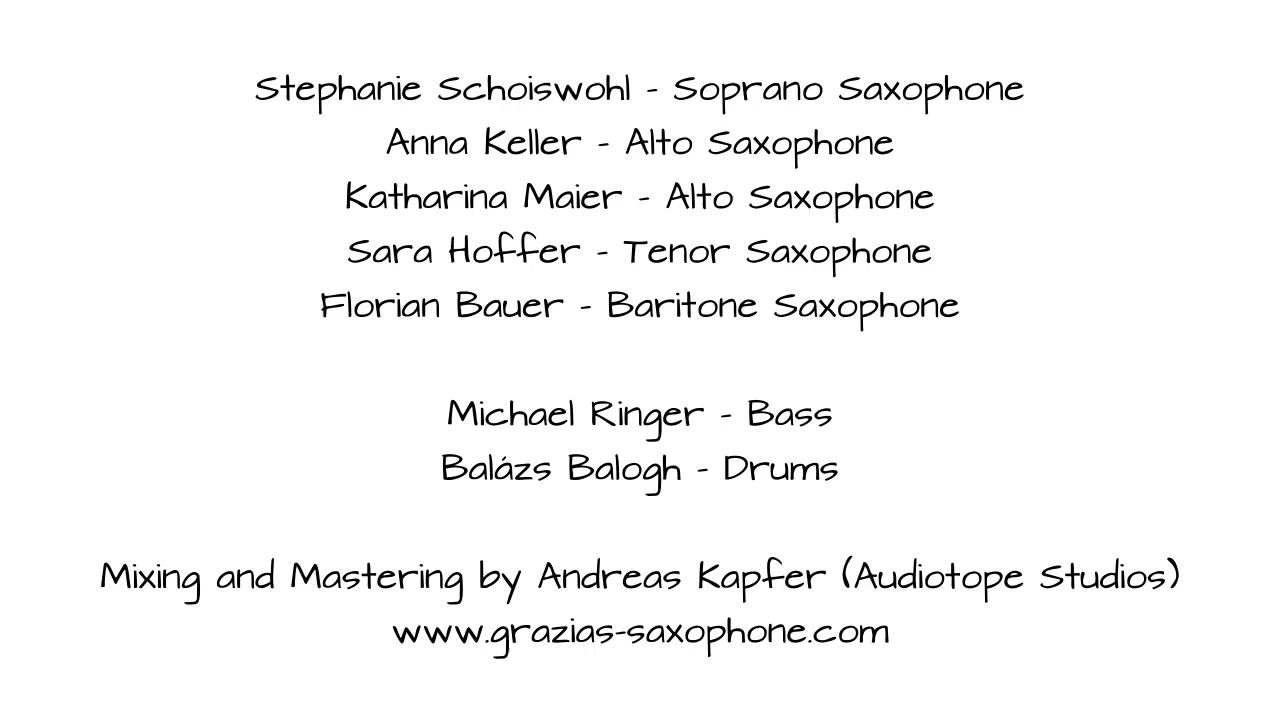 Stephanie Schoiswohl - Soprano Saxophone
Anna Keller - Alto Saxophone
Katharina Maier - Alto Saxophone
Sara Hoffer - Tenor Saxophone
Florian Bauer - Baritone Saxophone
Michael Ringer - Bass
Balázs Balogh - Drums
Mixing and Mastering by Andreas Kapfer (Audiotope Studios)
www.grazias-saxophone.com